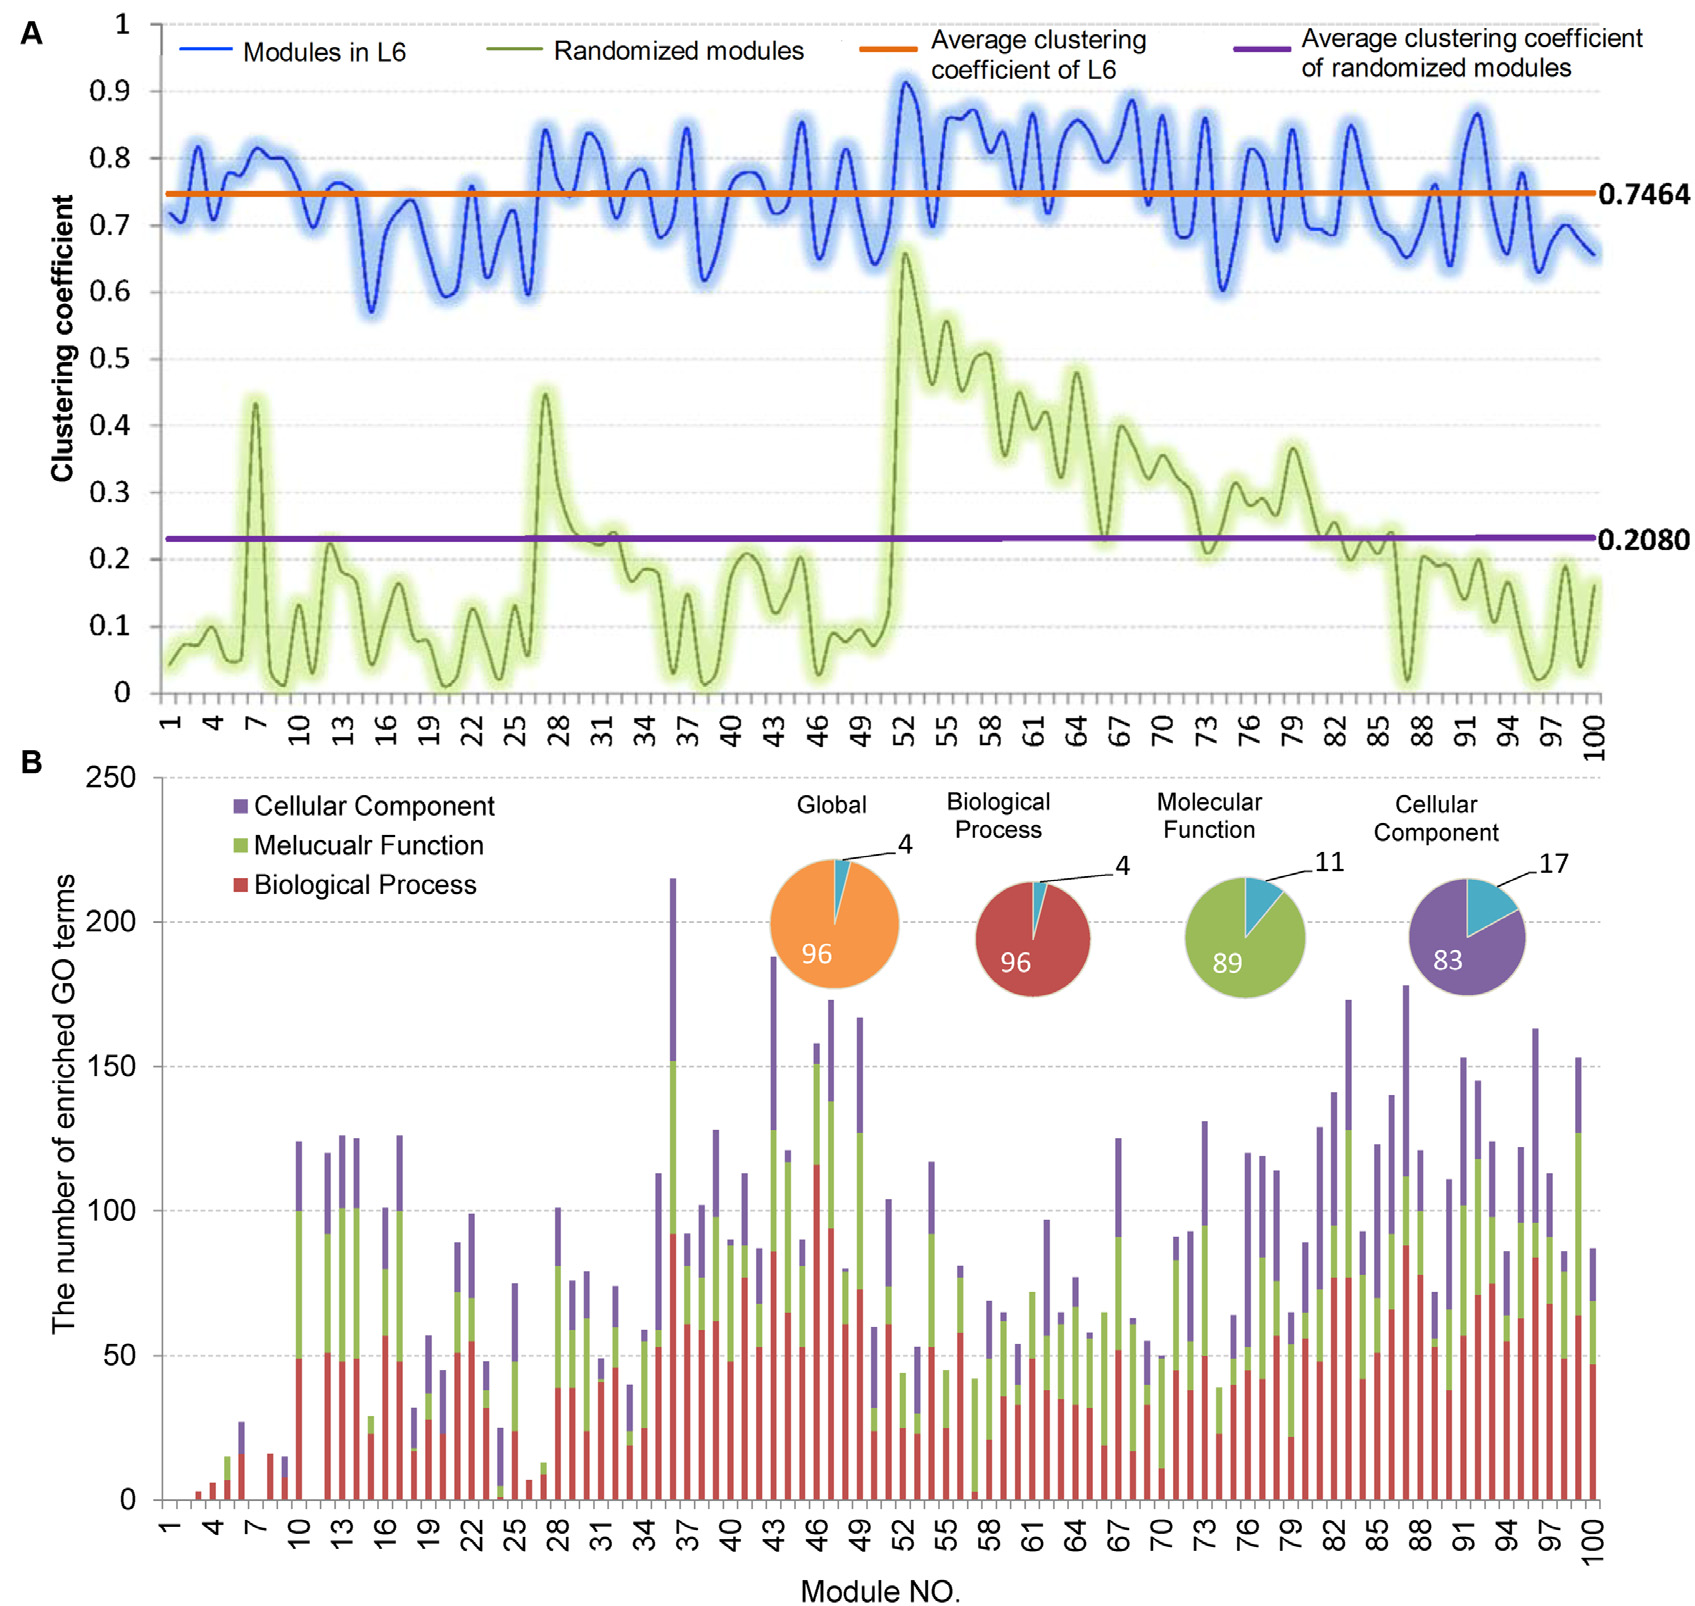 A
Modules in L6
Randomized modules
Average clustering
coefficient of L6
Average clustering coefficient
of randomized modules
1
0.9
0.8
0.7
0.6
0.5
0.4
0.3
0.2
0.1
0
Clustering coefficient
0.7464
0.2080
1 4 7 10 13 16 19 22 25 28 31 34 37 40 43 46 49 52 55 58 61 64 67 70 73 76 79 82 85 88 91 94 97 100
B
250
200
150
100
50
0
The number of enriched GO terms
Cellular Component
Melucualr Function
Biological Process
Global
4
96
Biological
Process
4
96
Molecular
Function
11
89
Cellular
Component
17
83
1 4 7 10 13 16 19 22 25 28 31 34 37 40 43 46 49 52 55 58 61 64 67 70 73 76 79 82 85 88 91 94 97 100
Module NO.